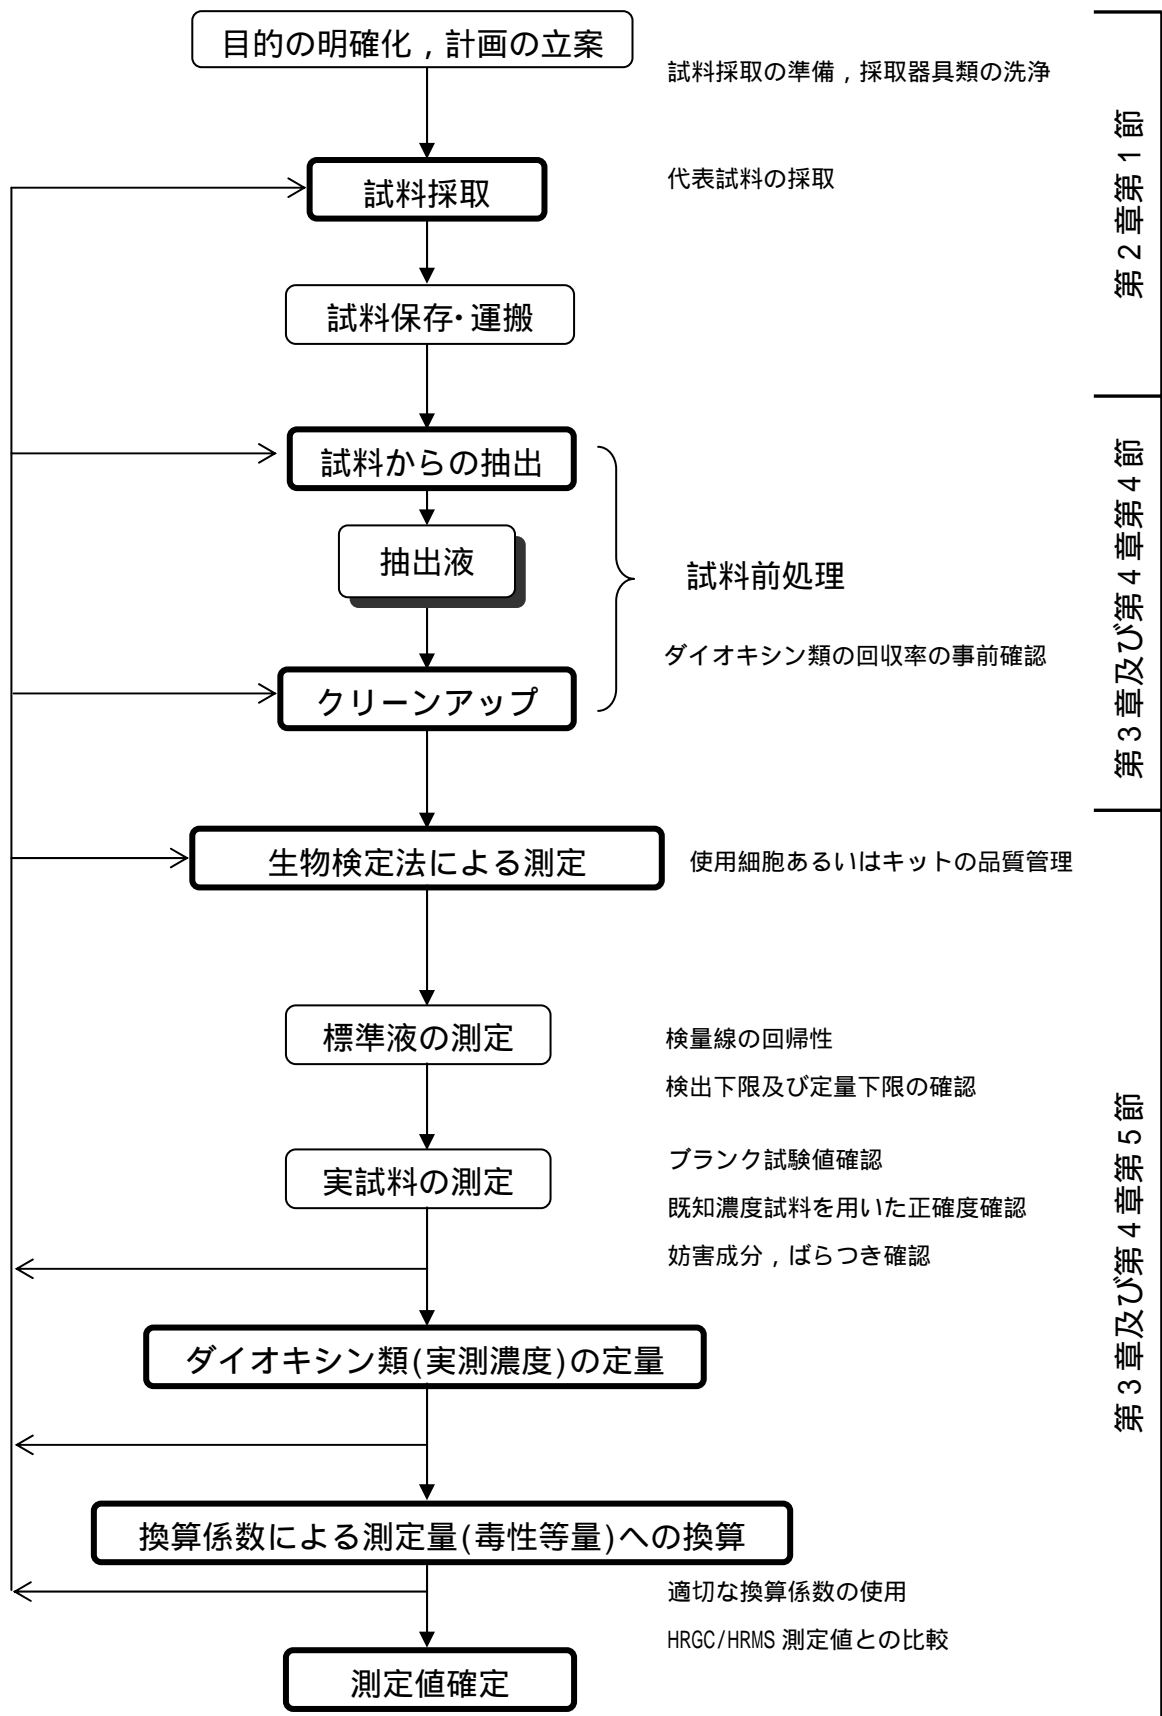 目的の明確化，計画の立案
試料採取の準備，採取器具類の洗浄
試料採取
代表試料の採取
試料保存・運搬
第２章第１節
試料からの抽出
抽出液
試料前処理
ダイオキシン類の回収率の事前確認
クリーンアップ
第３章及び第４章第４節
生物検定法による測定
使用細胞あるいはキットの品質管理
標準液の測定
検量線の回帰性
検出下限及び定量下限の確認
実試料の測定
ブランク試験値確認
既知濃度試料を用いた正確度確認
妨害成分，ばらつき確認
ダイオキシン類(実測濃度)の定量
換算係数による測定量(毒性等量)への換算
適切な換算係数の使用
HRGC/HRMS 測定値との比較
測定値確定
第３章及び第４章第５節